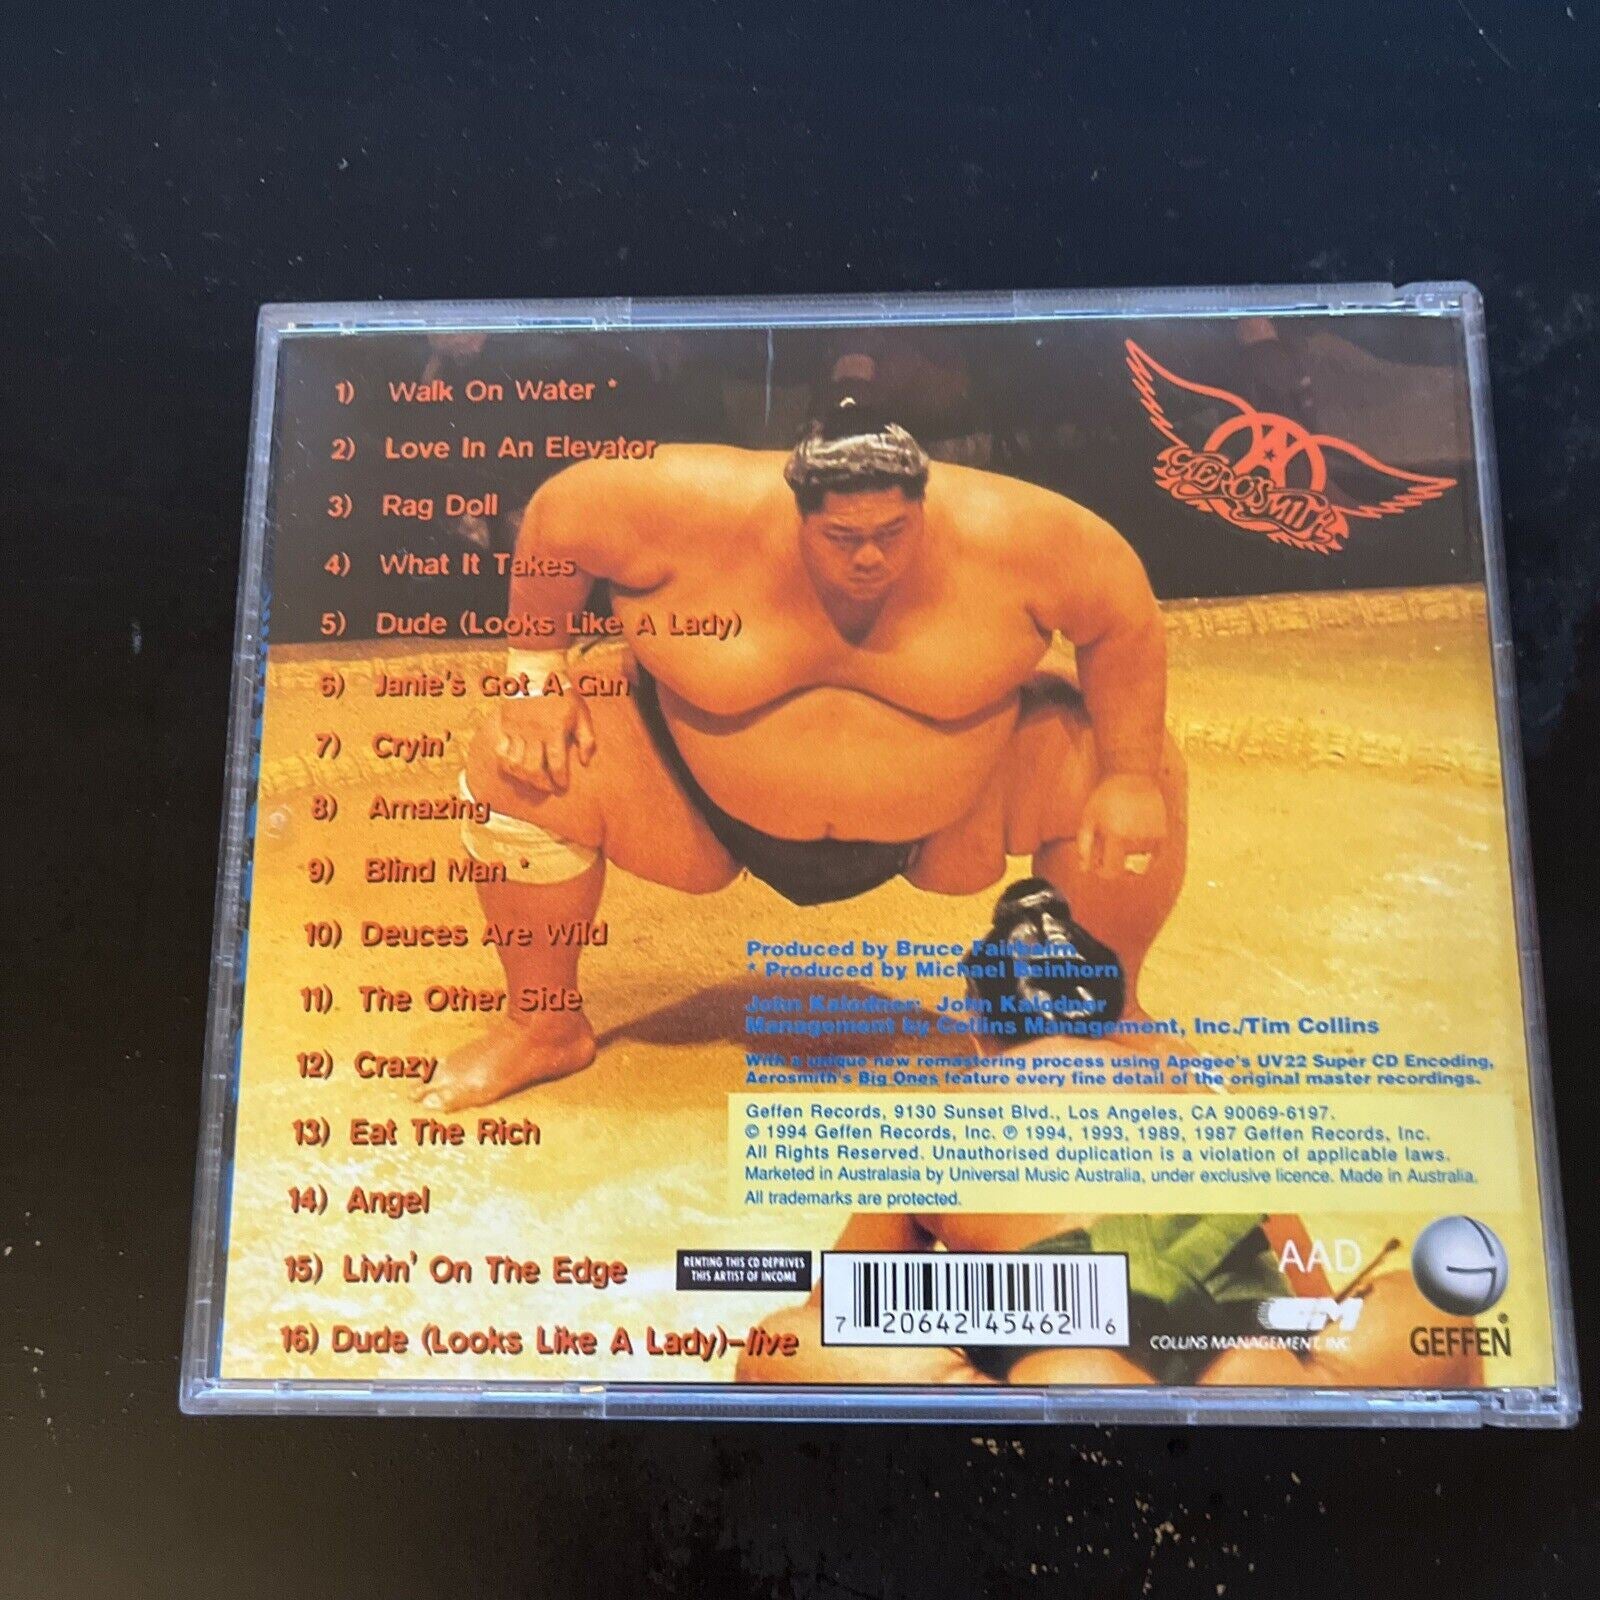 1) Walk On Water *
2) Love In An Elevator
3) Rag Doll
4) What It Takes
5) Dude (Looks Like A Lady)
6) Janie's Got A Gun
7) Cryin'
8) Amazing
9) Blind Man *
10) Deuces Are Wild
11) The Other Side
12) Crazy
13) Eat The Rich
14) Angel
15) Livin' On The Edge
16) Dude (Looks Like A Lady)–live
AEROSMITH
Produced by Bruce Fairbairn
* Produced by Michael Beinhorn
John Kalodner: John Kalodner
Management by Collins Management, Inc./Tim Collins
With a unique new remastering process using Apogee's UV22 Super CD Encoding,
Aerosmith's Big Ones feature every fine detail of the original master recordings.
Geffen Records, 9130 Sunset Blvd., Los Angeles, CA 90069-6197.
© 1994 Geffen Records, Inc. ℗ 1994, 1993, 1989, 1987 Geffen Records, Inc.
All Rights Reserved. Unauthorised duplication is a violation of applicable laws.
Marketed in Australasia by Universal Music Australia, under exclusive licence. Made in Australia.
All trademarks are protected.
RENTING THIS CD DEPRIVES
THIS ARTIST OF INCOME
7 20642 45462 6
AAD
CM
COLLINS MANAGEMENT, INC
G
GEFFEN®